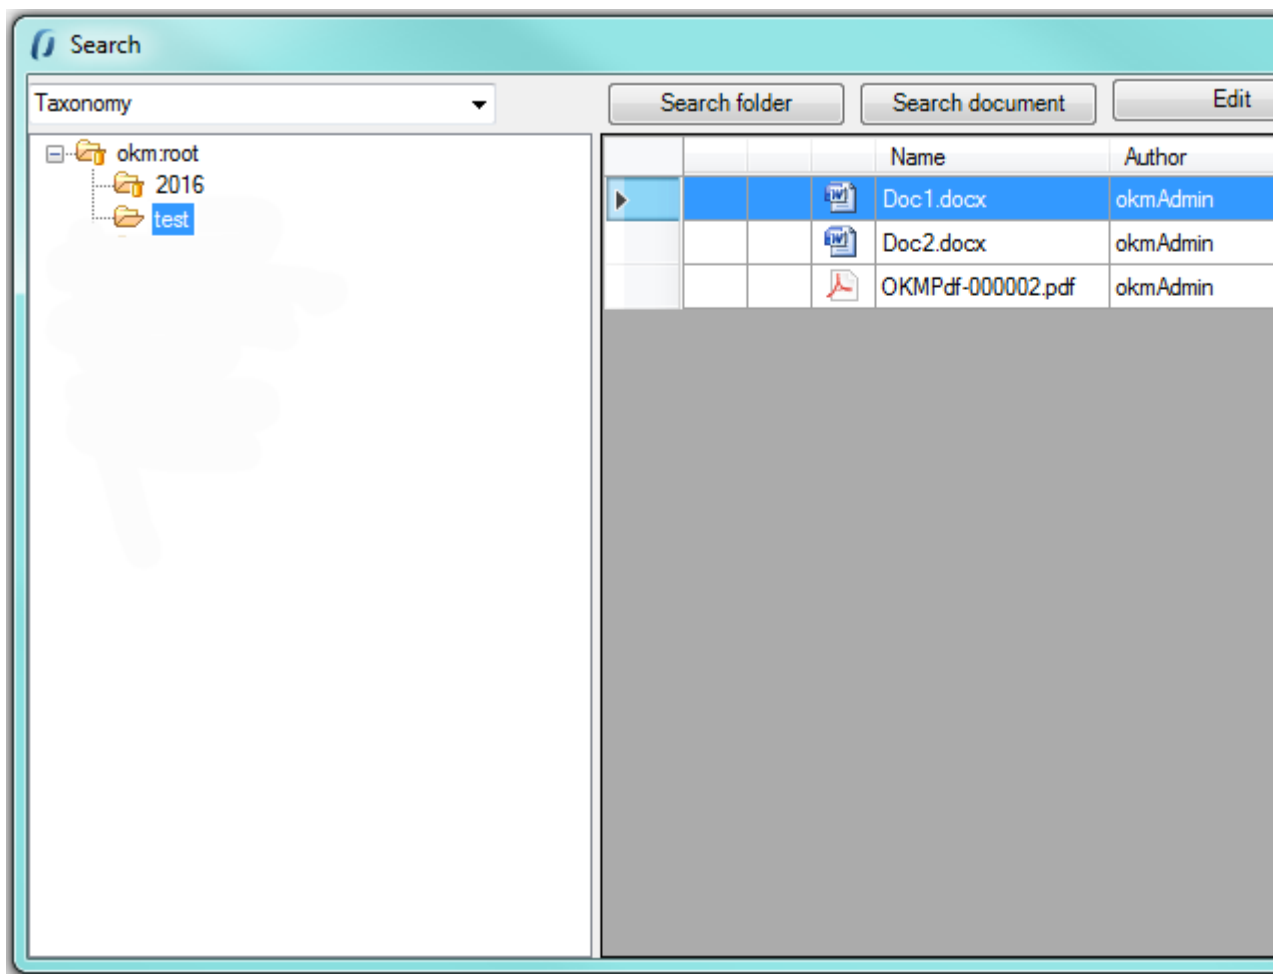 Search
Taxonomy
Search folder Search document Edit
okm:root
2016
test
Name Author
Doc1.docx okmAdmin
Doc2.docx okmAdmin
OKMPdf-000002.pdf okmAdmin